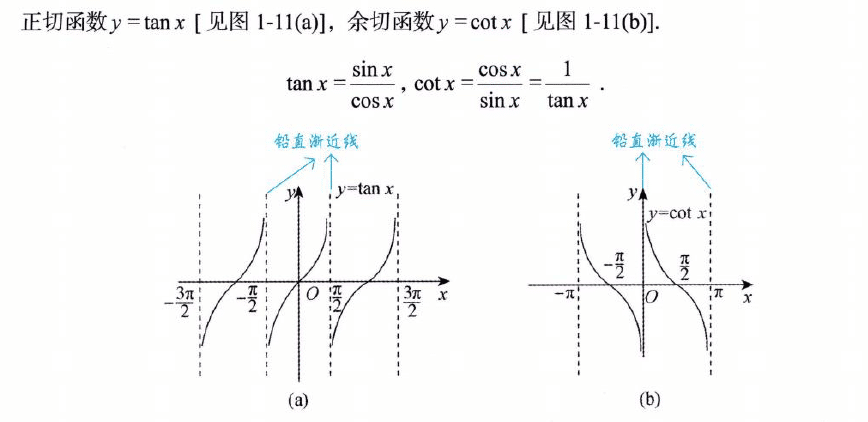 正切函数 y = tan x [ 见图 1-11(a)], 余切函数 y = cot x [ 见图 1-11(b)].
tan x = sin x / cos x , cot x = cos x / sin x = 1 / tan x .
铅直渐近线
铅直渐近线
y
y=tan x
y
y=cot x
-3π/2
-π/2
O
π/2
3π/2
x
-π
-π/2
O
π/2
π
x
(a)
(b)